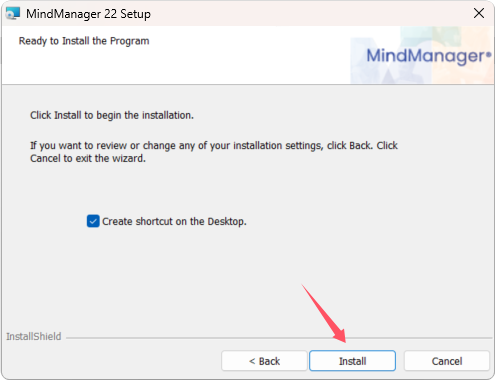 MindManager 22 Setup
Ready to Install the Program
MindManager®
Click Install to begin the installation.
If you want to review or change any of your installation settings, click Back. Click
Cancel to exit the wizard.
Create shortcut on the Desktop.
InstallShield
< Back
Install
Cancel